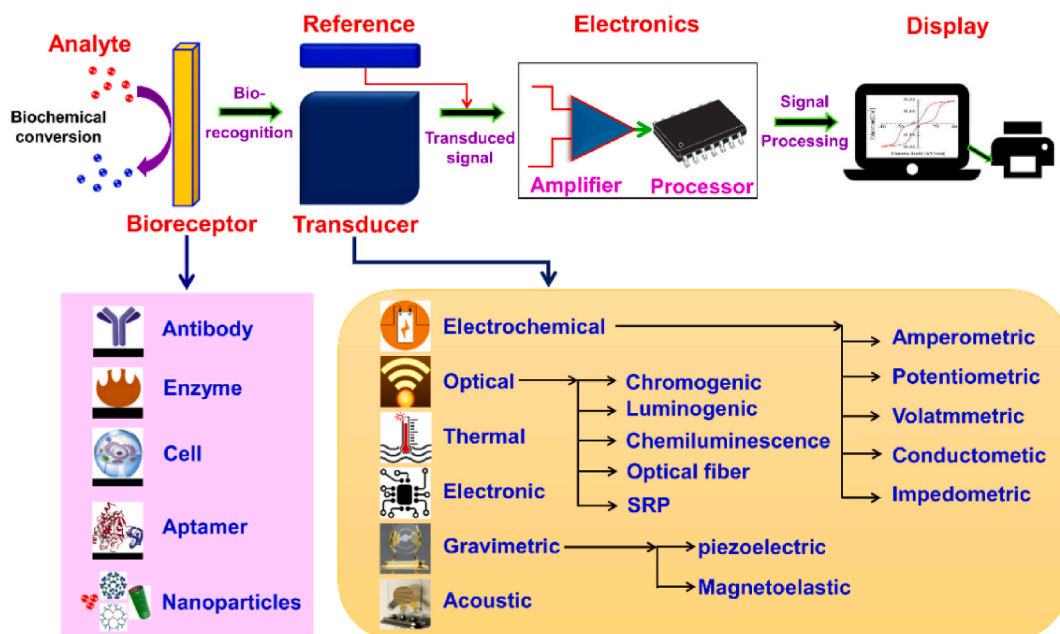 Analyte
Reference
Electronics
Display
Biochemical
conversion
Bio-
recognition
Transduced
signal
Amplifier
Processor
Signal
Processing
Bioreceptor
Transducer
Antibody
Enzyme
Cell
Aptamer
Nanoparticles
Electrochemical
Optical
Thermal
Electronic
Gravimetric
Acoustic
Chromogenic
Luminogenic
Chemiluminescence
Optical fiber
SRP
piezoelectric
Magnetoelastic
Amperometric
Potentiometric
Volatmmetric
Conductometic
Impedometric